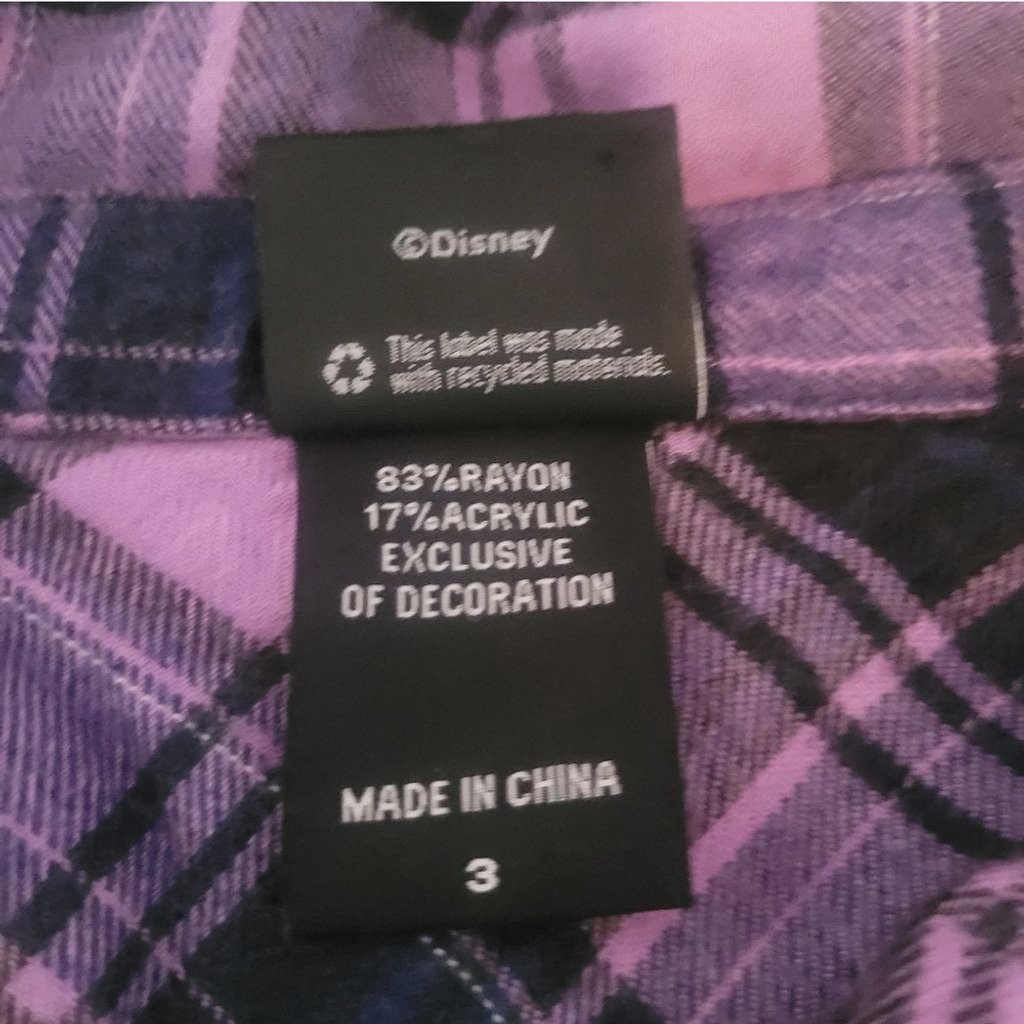 ©Disney
This label was made
with recycled materials.
83%RAYON
17%ACRYLIC
EXCLUSIVE
OF DECORATION
MADE IN CHINA
3